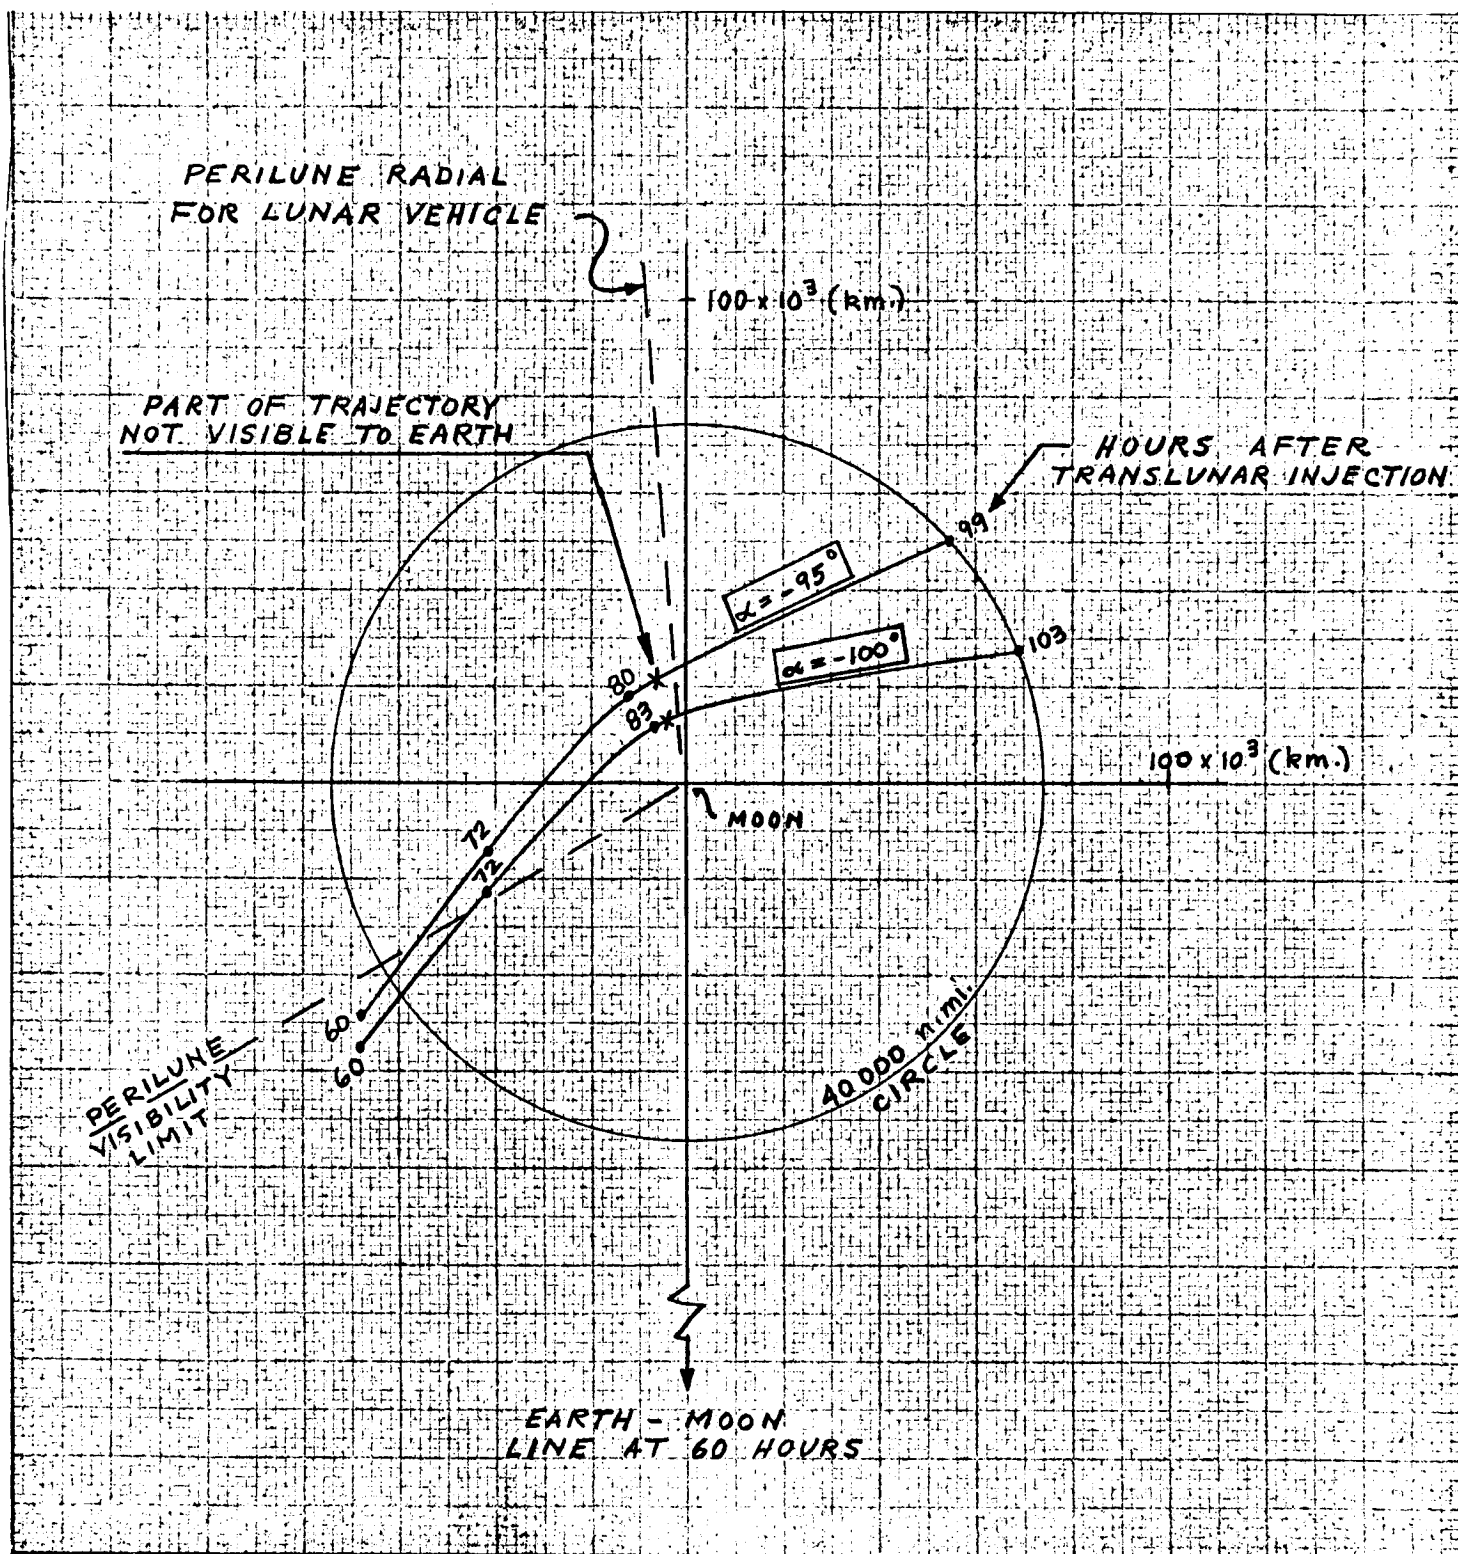 PERILUNE RADIAL
FOR LUNAR VEHICLE
100 x 10³ (km.)
PART OF TRAJECTORY
NOT VISIBLE TO EARTH
HOURS AFTER
TRANSLUNAR INJECTION
99
α = -95°
α = -100°
103
80
83
100 x 10³ (km.)
MOON
72
72
60
60
PERILUNE
VISIBILITY
LIMIT
40000 n.mi.
CIRCLE
EARTH - MOON
LINE AT 60 HOURS